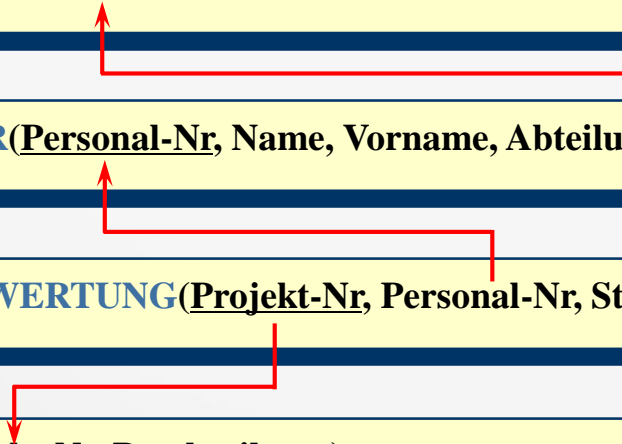 R(Personal-Nr, Name, Vorname, Abteilu
WERTUNG(Projekt-Nr, Personal-Nr, St